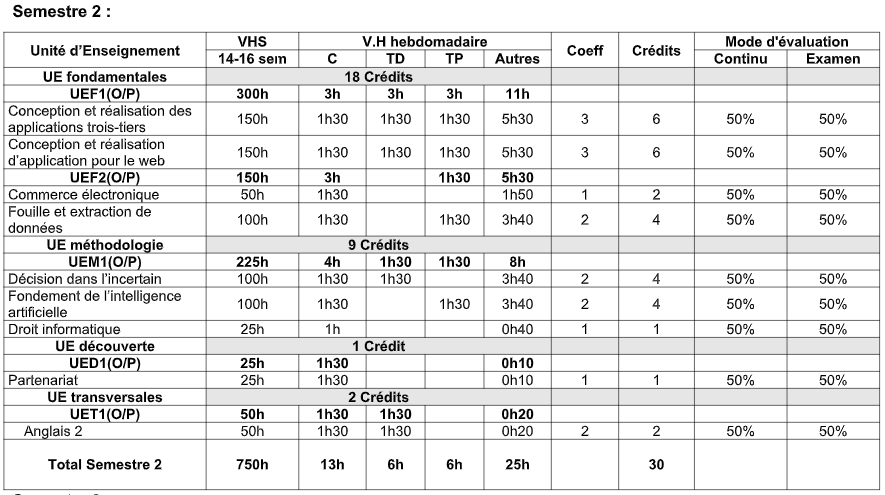 Semestre 2 :
Unité d'Enseignement VHS V.H hebdomadaire Coeff Crédits Mode d'évaluation
14-16 sem C TD TP Autres Continu Examen
UE fondamentales 18 Crédits
UEF1(O/P) 300h 3h 3h 3h 11h
Conception et réalisation des
applications trois-tiers 150h 1h30 1h30 1h30 5h30 3 6 50% 50%
Conception et réalisation
d'application pour le web 150h 1h30 1h30 1h30 5h30 3 6 50% 50%
UEF2(O/P) 150h 3h 1h30 5h30
Commerce électronique 50h 1h30 1h50 1 2 50% 50%
Fouille et extraction de
données 100h 1h30 1h30 3h40 2 4 50% 50%
UE méthodologie 9 Crédits
UEM1(O/P) 225h 4h 1h30 1h30 8h
Décision dans l'incertain 100h 1h30 1h30 3h40 2 4 50% 50%
Fondement de l'intelligence
artificielle 100h 1h30 1h30 3h40 2 4 50% 50%
Droit informatique 25h 1h 0h40 1 1 50% 50%
UE découverte 1 Crédit
UED1(O/P) 25h 1h30 0h10
Partenariat 25h 1h30 0h10 1 1 50% 50%
UE transversales 2 Crédits
UET1(O/P) 50h 1h30 1h30 0h20
Anglais 2 50h 1h30 1h30 0h20 2 2 50% 50%
Total Semestre 2 750h 13h 6h 6h 25h 30